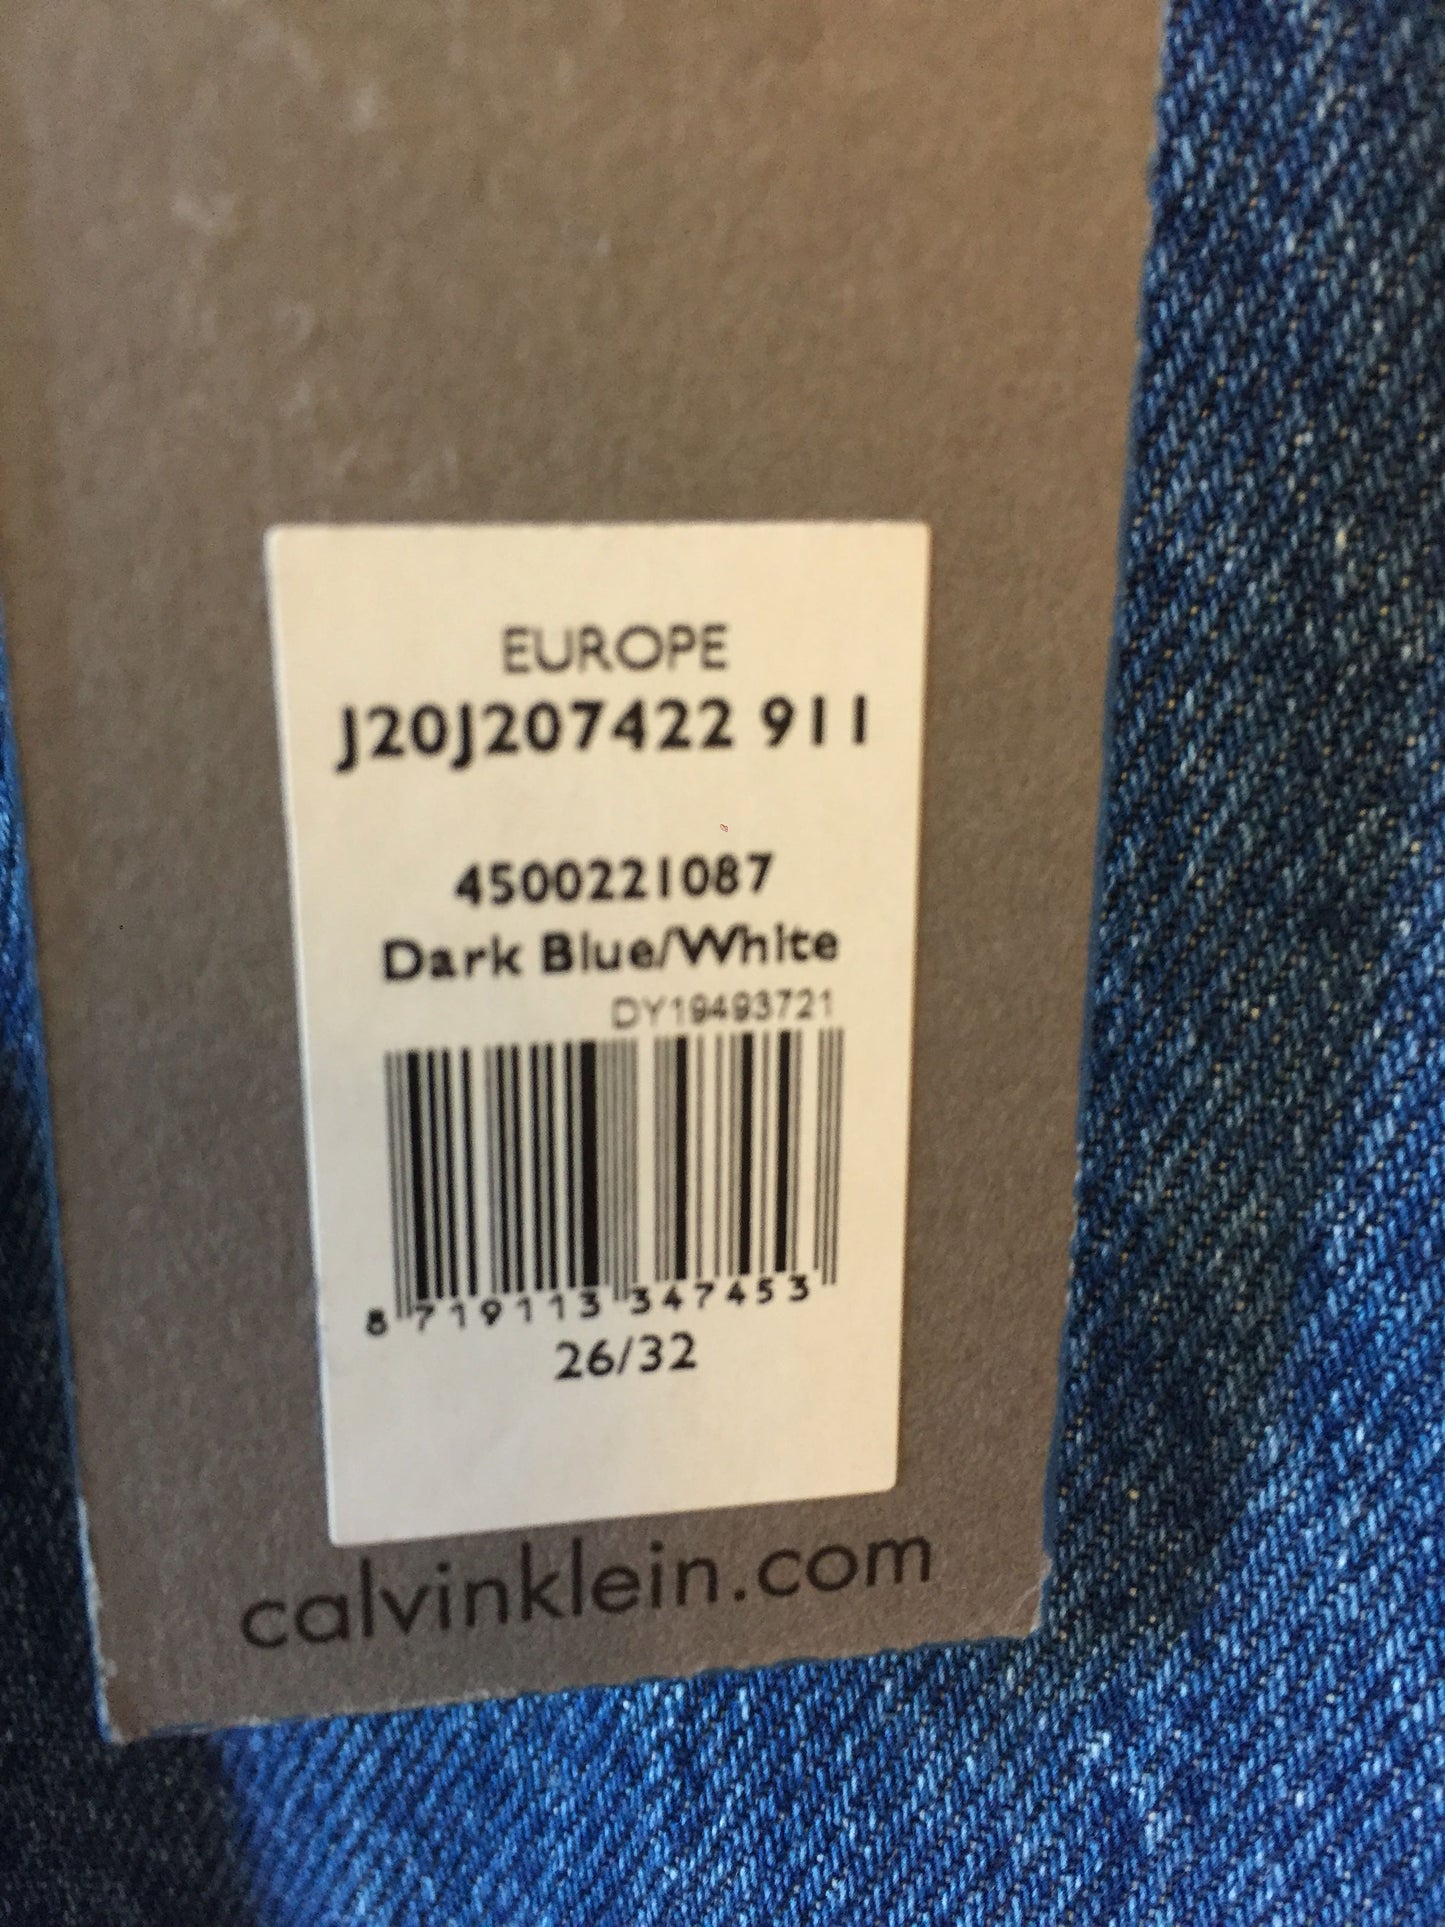 EUROPE
J20J207422 911
4500221087
Dark Blue/White
DY19493721
8 719113 347453
26/32
calvinklein.com